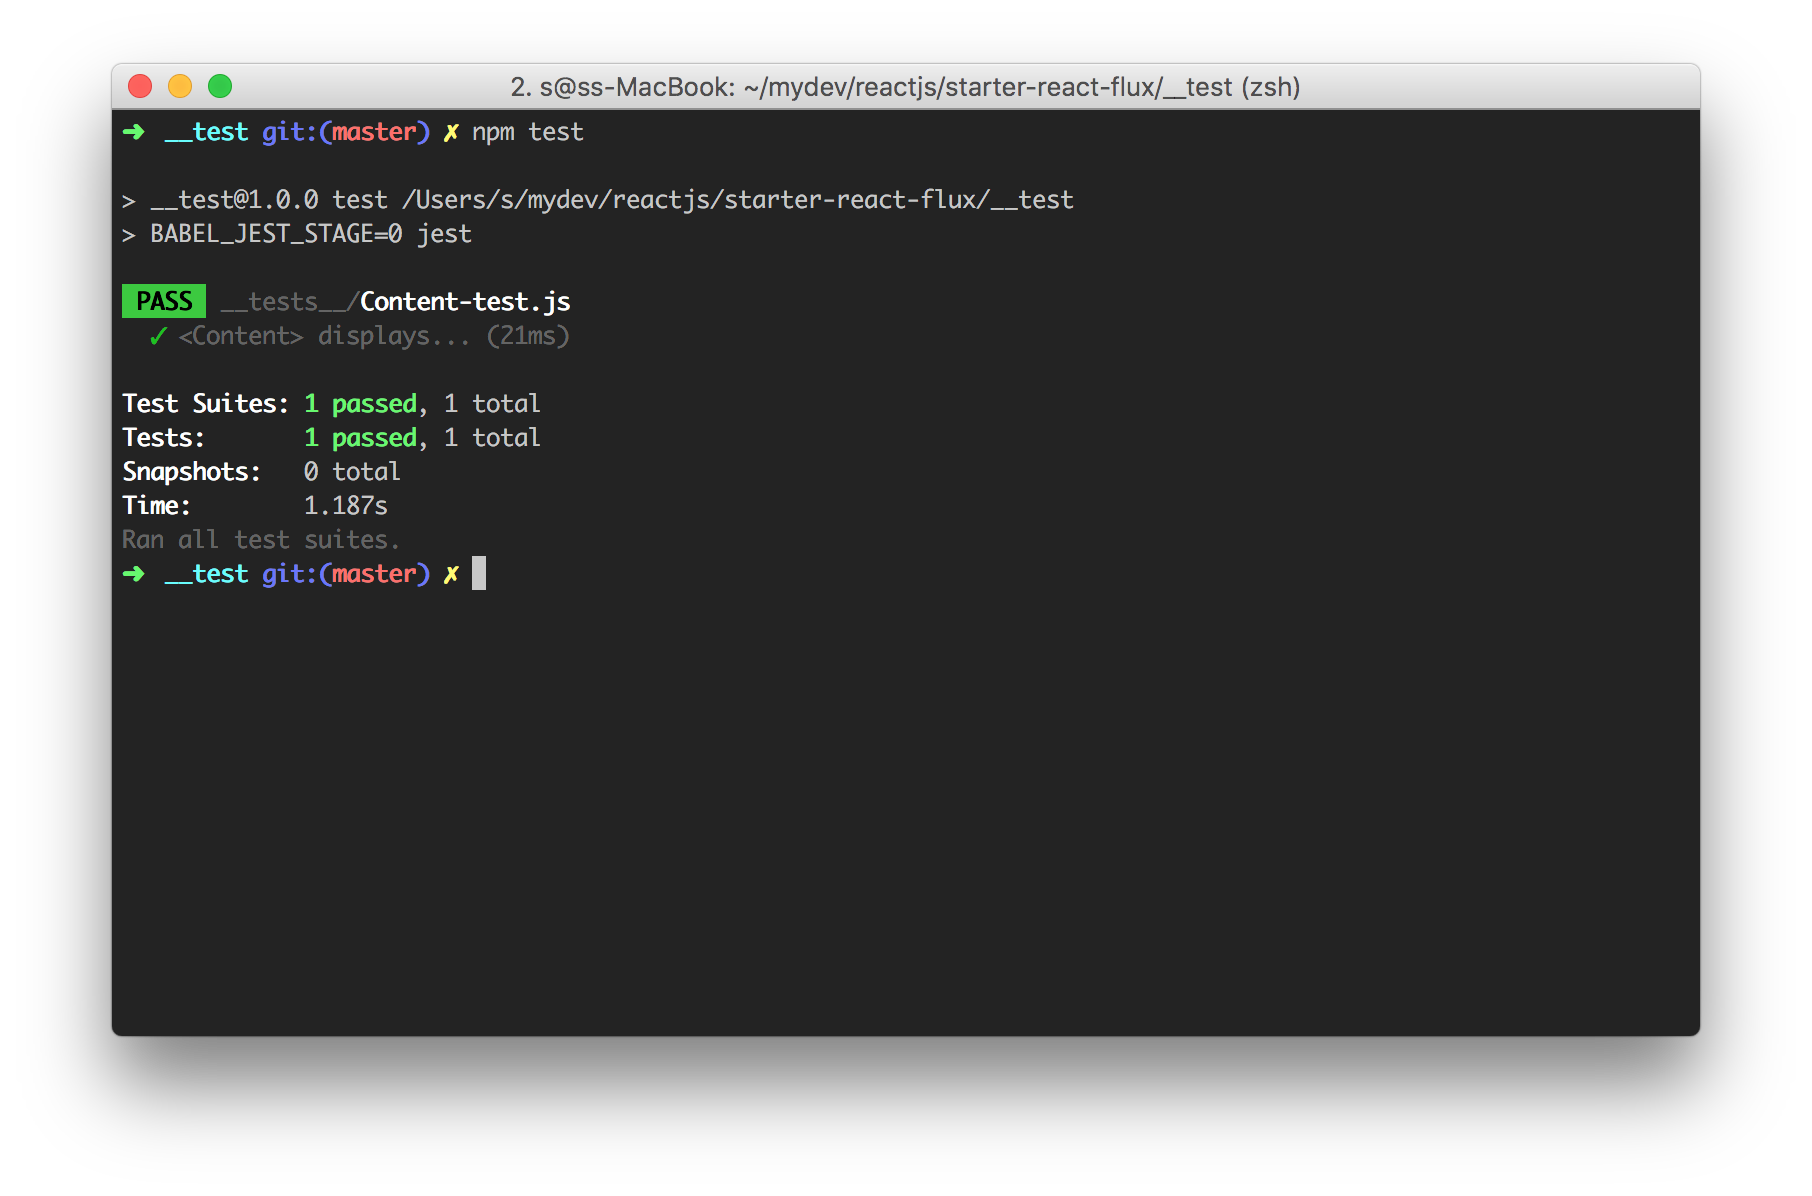 2. s@ss-MacBook: ~/mydev/reactjs/starter-react-flux/__test (zsh)
➜ __test git:(master) ✗ npm test
> __test@1.0.0 test /Users/s/mydev/reactjs/starter-react-flux/__test
> BABEL_JEST_STAGE=0 jest
PASS __tests__/Content-test.js
✓ <Content> displays... (21ms)
Test Suites: 1 passed, 1 total
Tests: 1 passed, 1 total
Snapshots: 0 total
Time: 1.187s
Ran all test suites.
➜ __test git:(master) ✗